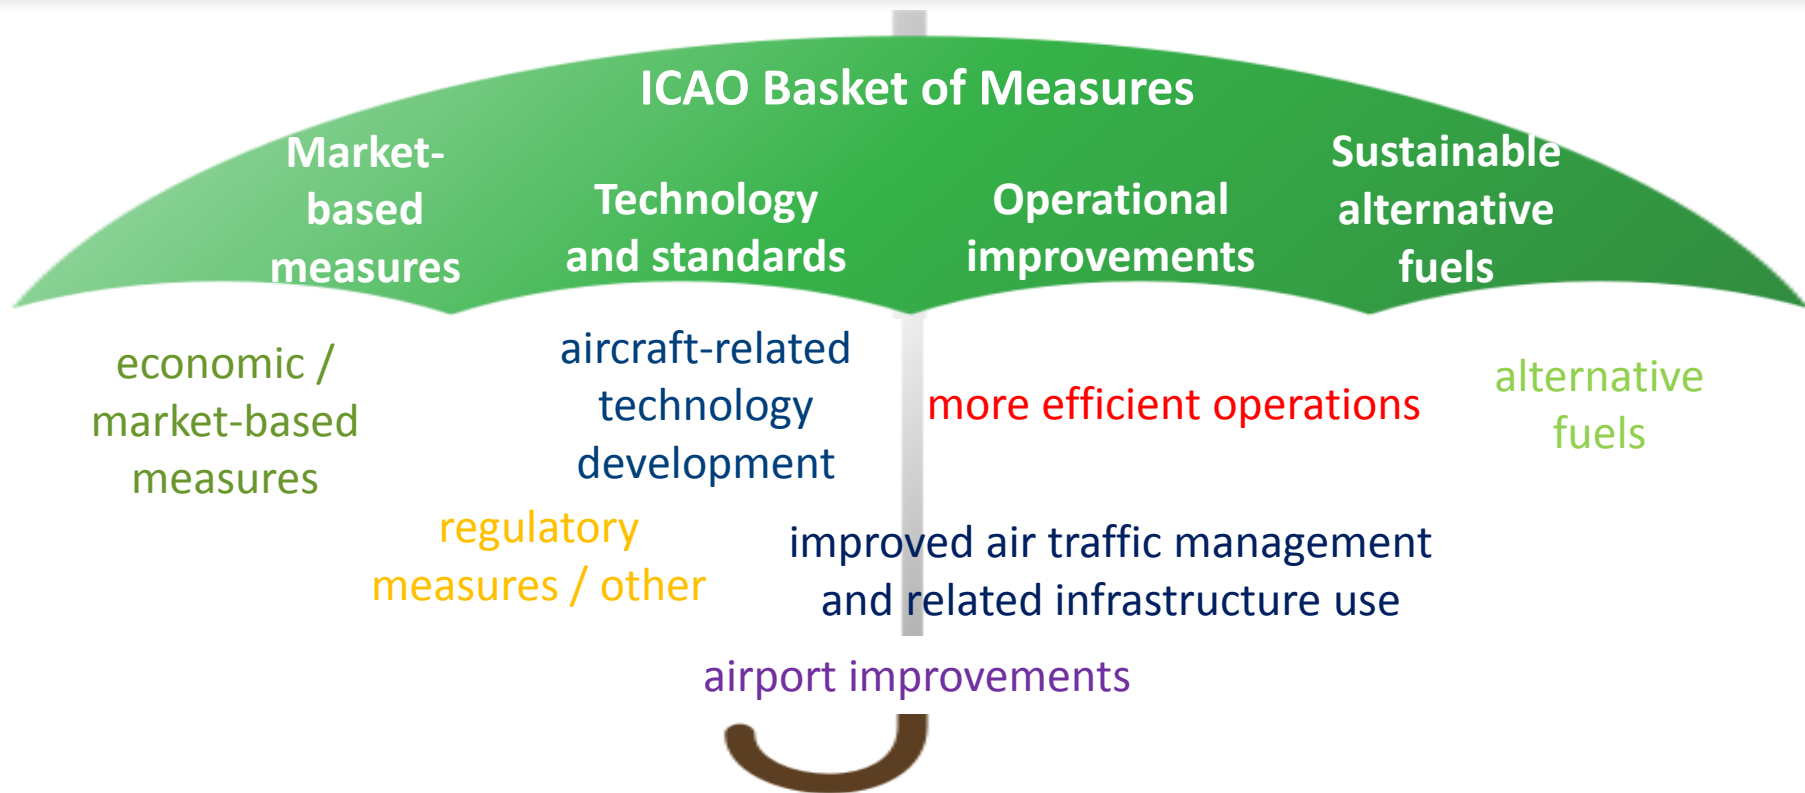 ICAO Basket of Measures
Market-
based
measures
Technology
and standards
Operational
improvements
Sustainable
alternative
fuels
economic /
market-based
measures
aircraft-related
technology
development
more efficient operations
alternative
fuels
regulatory
measures / other
improved air traffic management
and related infrastructure use
airport improvements